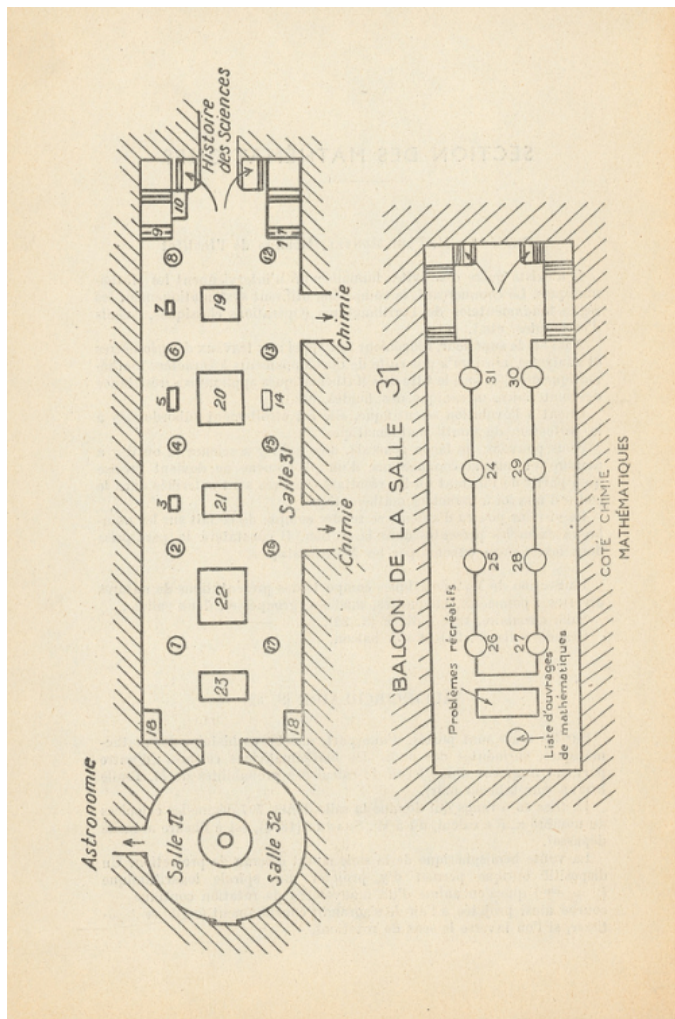 Histoire
des Sciences
10
9
11
8
12
7
19
Chimie
6
13
5
20
14
4
15
Salle 31
3
21
2
16
Chimie
22
1
17
23
18
18
Astronomie
Salle π
Salle 32
BALCON DE LA SALLE 31
31
30
24
29
25
28
26
27
Problèmes récréatifs
Liste d'ouvrages
de mathématiques
COTÉ CHIMIE
MATHÉMATIQUES